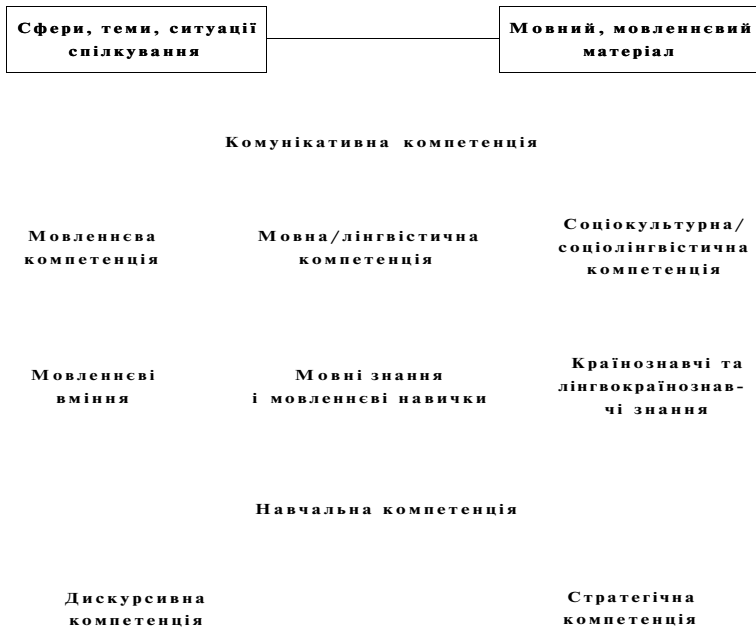 Сфери, теми, ситуації
спілкування
Мовний, мовленнєвий
матеріал
Комунікативна компетенція
Мовленнєва
компетенція
Мовна/лінгвістична
компетенція
Соціокультурна/
соціолінгвістична
компетенція
Мовленнєві
вміння
Мовні знання
і мовленнєві навички
Країнознавчі та
лінгвокраїнознав-
чі знання
Навчальна компетенція
Дискурсивна
компетенція
Стратегічна
компетенція